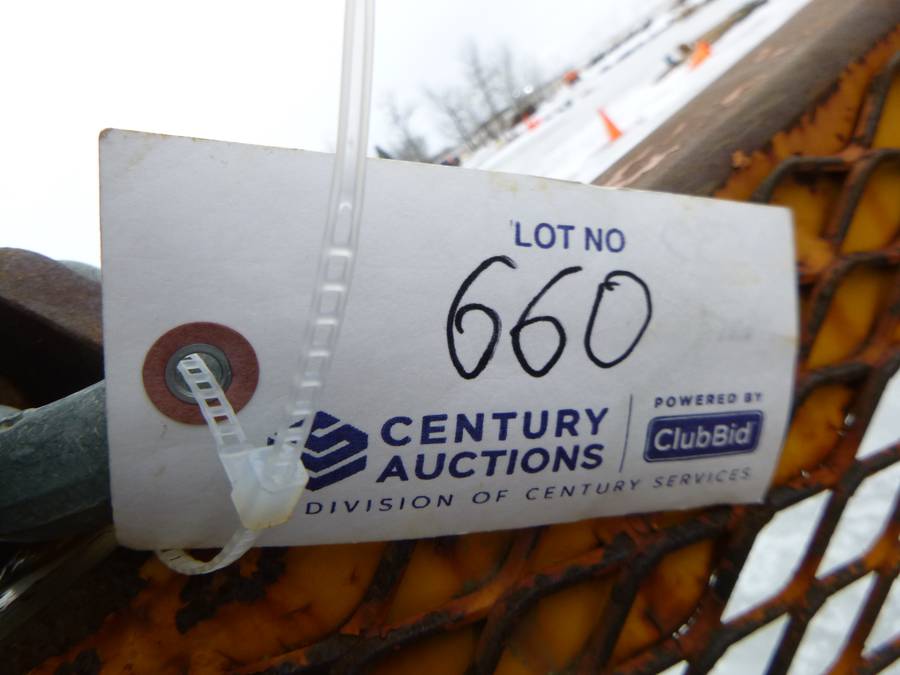 LOT NO
660
CENTURY AUCTIONS
POWERED BY
ClubBid
DIVISION OF CENTURY SERVICES